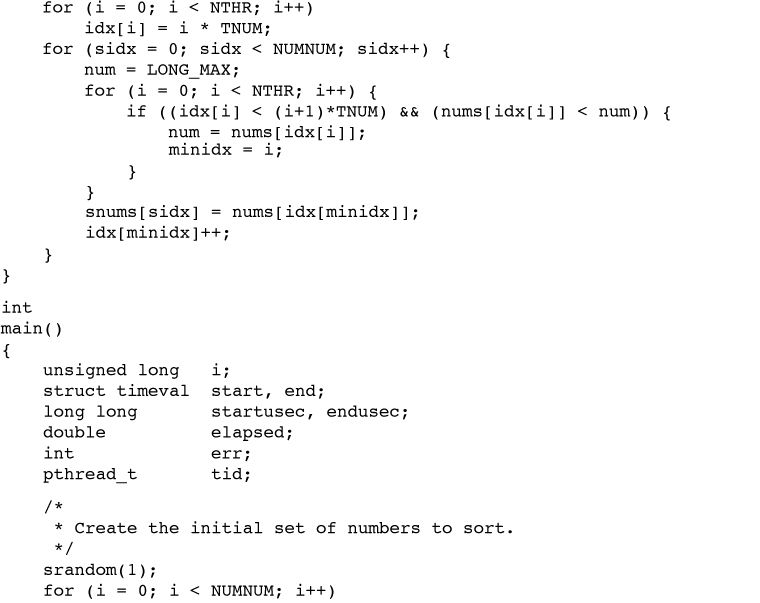 for (i = 0; i < NTHR; i++)
        idx[i] = i * TNUM;
    for (sidx = 0; sidx < NUMNUM; sidx++) {
        num = LONG_MAX;
        for (i = 0; i < NTHR; i++) {
            if ((idx[i] < (i+1)*TNUM) && (nums[idx[i]] < num)) {
                num = nums[idx[i]];
                minidx = i;
            }
        }
        snums[sidx] = nums[idx[minidx]];
        idx[minidx]++;
    }
}
int
main()
{
    unsigned long   i;
    struct timeval  start, end;
    long long       startusec, endusec;
    double          elapsed;
    int             err;
    pthread_t       tid;
    /*
     * Create the initial set of numbers to sort.
     */
    srandom(1);
    for (i = 0; i < NUMNUM; i++)